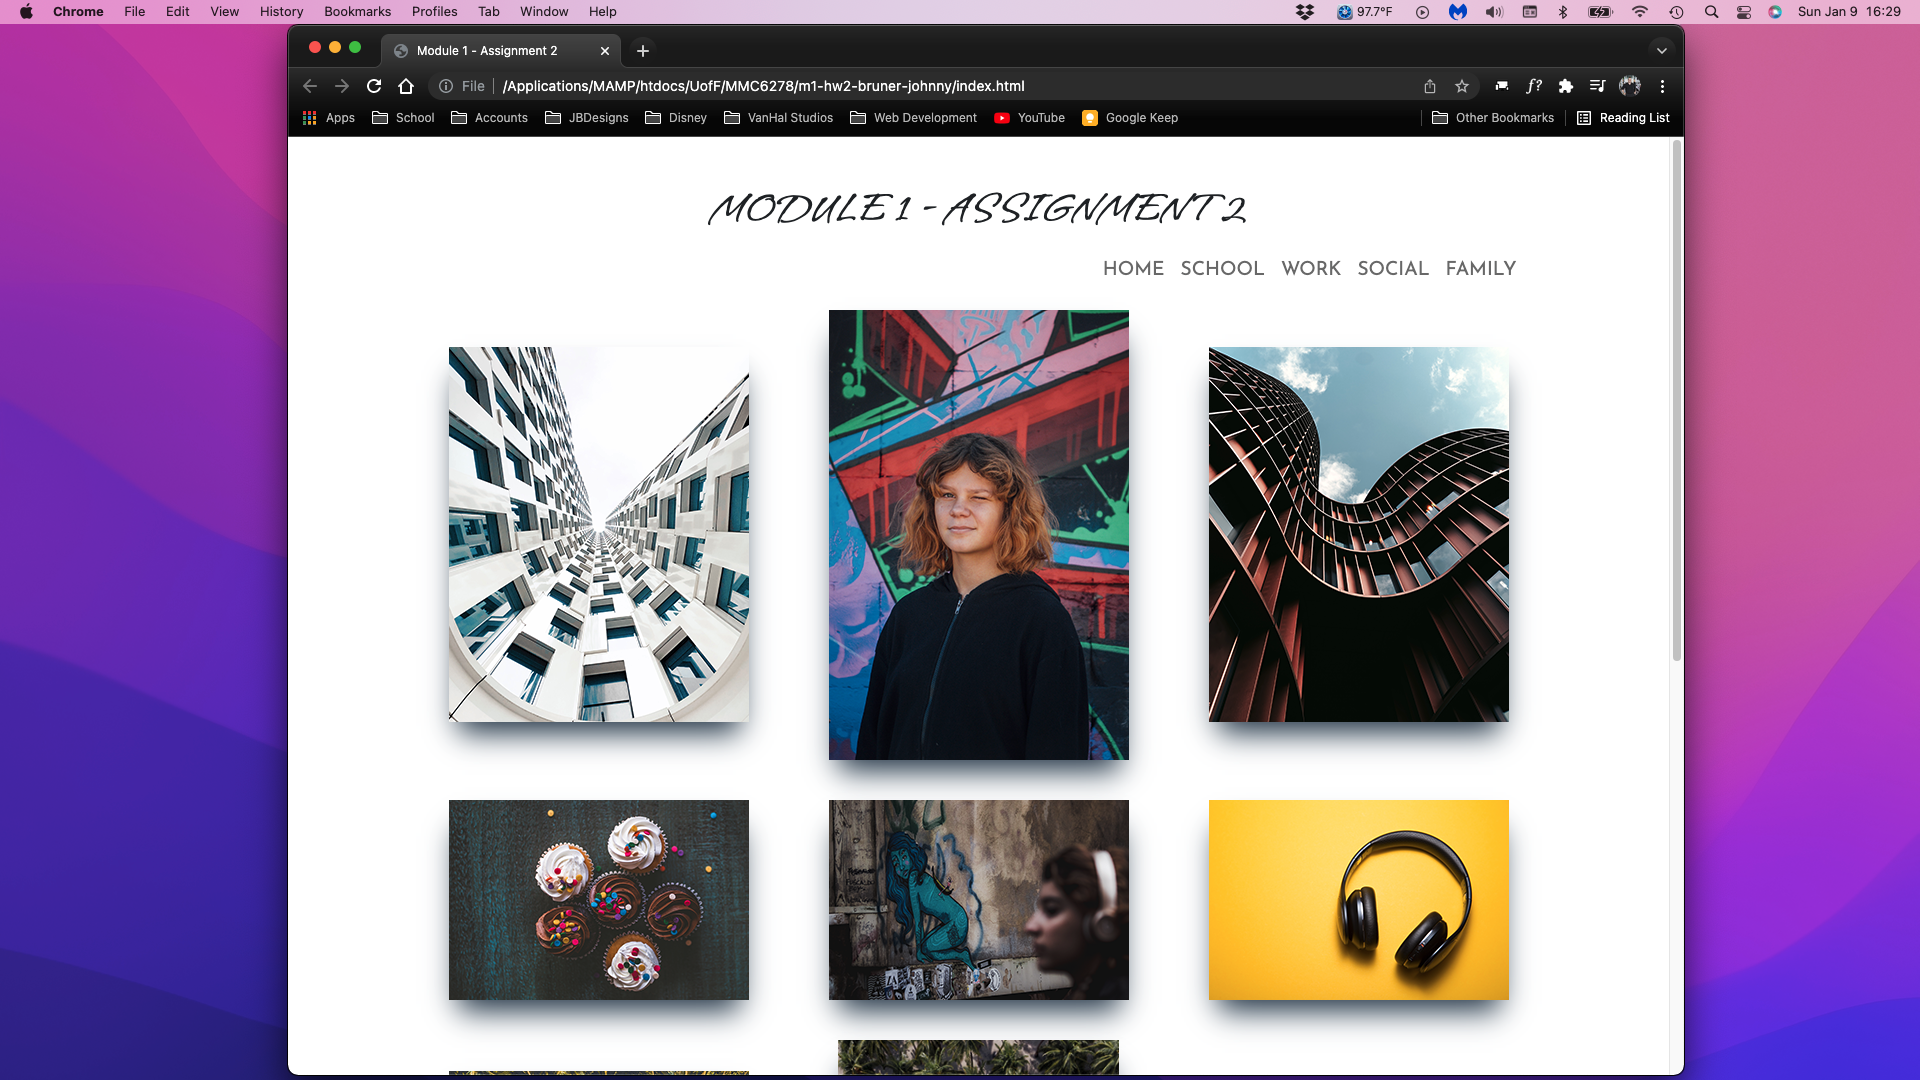 Chrome File Edit View History Bookmarks Profiles Tab Window Help 97.7°F Sun Jan 9 16:29
Module 1 - Assignment 2
File /Applications/MAMP/htdocs/UofF/MMC6278/m1-hw2-bruner-johnny/index.html f?
Apps School Accounts JBDesigns Disney VanHal Studios Web Development YouTube Google Keep Other Bookmarks Reading List
MODULE 1 - ASSIGNMENT 2
HOME SCHOOL WORK SOCIAL FAMILY